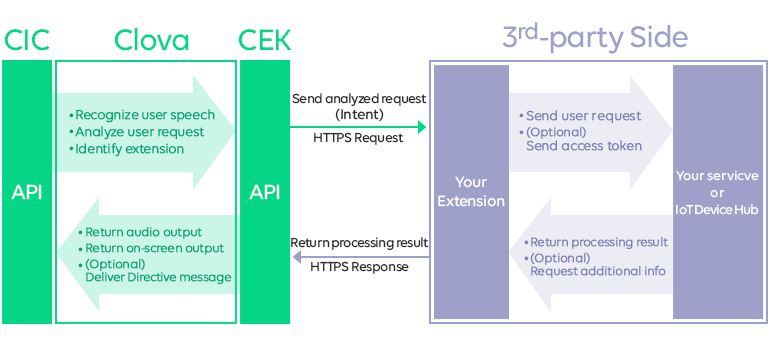 CIC
Clova
CEK
3rd-party Side
API
• Recognize user speech
• Analyze user request
• Identify extension
• Return audio output
• Return on-screen output
• (Optional)
Deliver Directive message
API
Send analyzed request
(Intent)
HTTPS Request
Return processing result
HTTPS Response
Your
Extension
• Send user request
• (Optional)
Send access token
• Return processing result
• (Optional)
Request additional info
Your servicve
or
IoT Device Hub